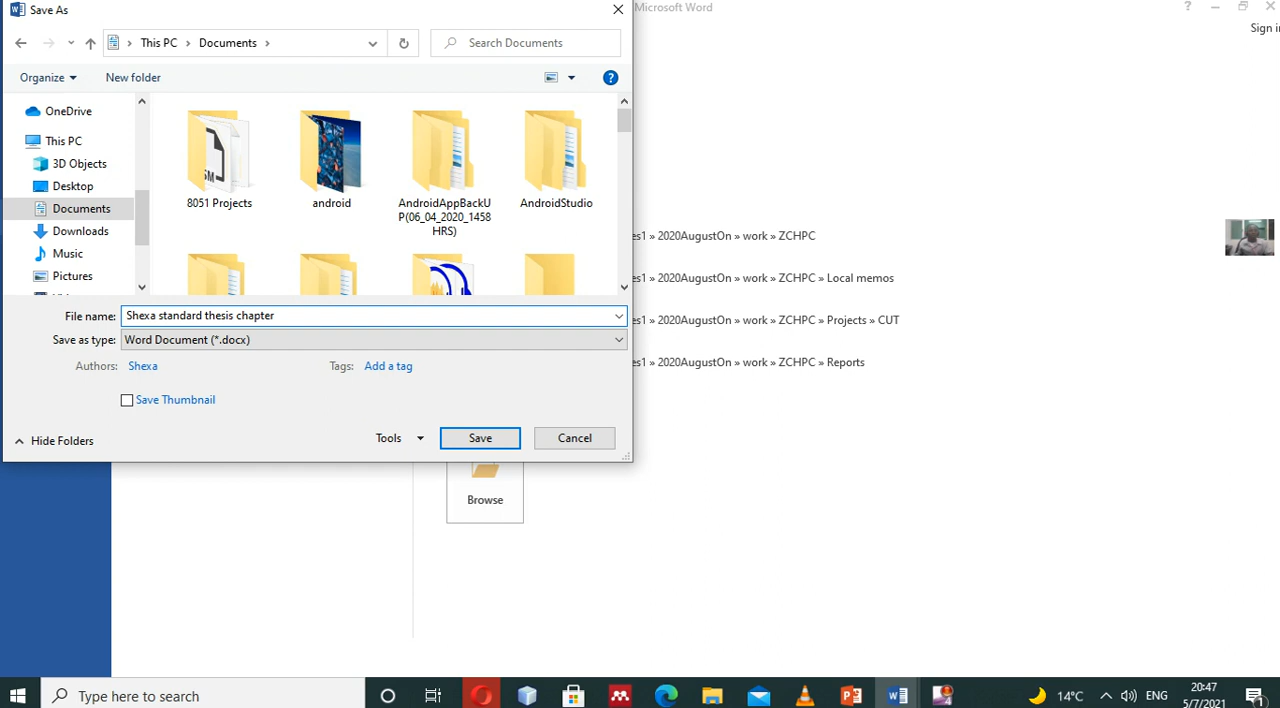 Save As
Microsoft Word
?
Sign i
This PC
Documents
Search Documents
Organize
New folder
?
OneDrive
This PC
3D Objects
Desktop
Documents
Downloads
Music
Pictures
8051 Projects
android
AndroidAppBackU
P(06_04_2020_1458
HRS)
AndroidStudio
es1 » 2020AugustOn » work » ZCHPC
es1 » 2020AugustOn » work » ZCHPC » Local memos
es1 » 2020AugustOn » work » ZCHPC » Projects » CUT
es1 » 2020AugustOn » work » ZCHPC » Reports
File name:
Shexa standard thesis chapter
Save as type:
Word Document (*.docx)
Authors:
Shexa
Tags:
Add a tag
Save Thumbnail
Hide Folders
Tools
Save
Cancel
Browse
Type here to search
14°C
ENG
20:47
5/7/2021
1